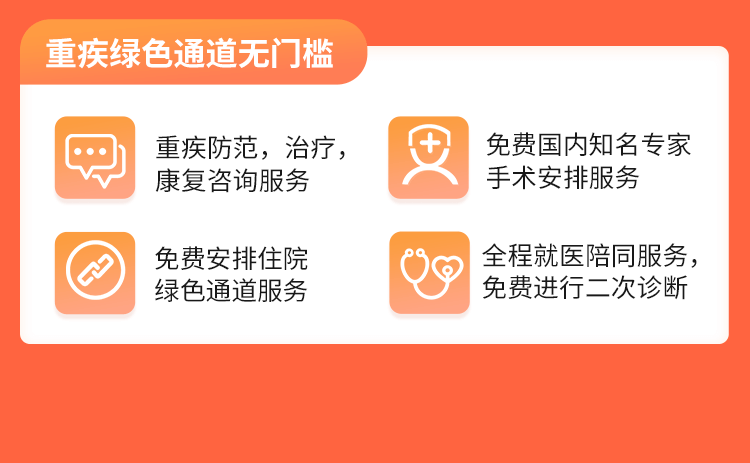 重疾绿色通道无门槛
重疾防范，治疗，
康复咨询服务
免费国内知名专家
手术安排服务
免费安排住院
绿色通道服务
全程就医陪同服务，
免费进行二次诊断